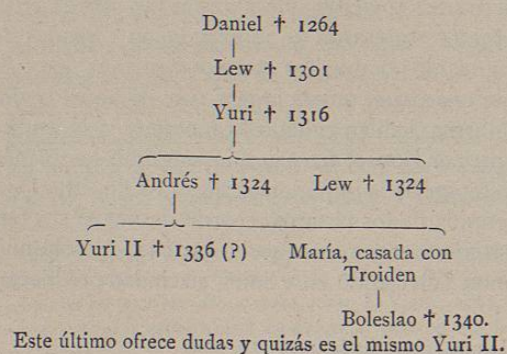 Daniel † 1264
Lew † 1301
Yuri † 1316
Andrés † 1324 Lew † 1324
Yuri II † 1336 (?) María, casada con
Troiden
Boleslao † 1340.
Este último ofrece dudas y quizás es el mismo Yuri II.